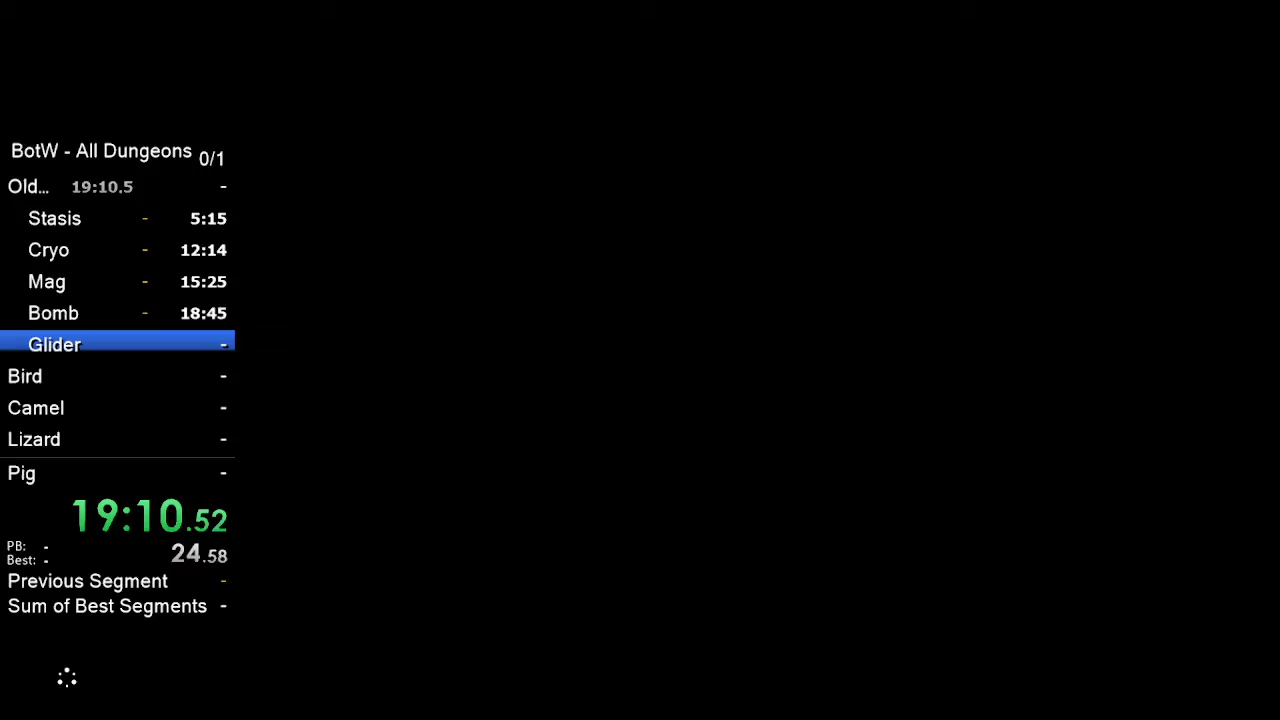 BotW - All Dungeons 0/1
Old... 19:10.5 -
Stasis - 5:15
Cryo - 12:14
Mag - 15:25
Bomb - 18:45
Glider -
Bird -
Camel -
Lizard -
Pig -
19:10.52
PB: - 24.58
Best: -
Previous Segment -
Sum of Best Segments -